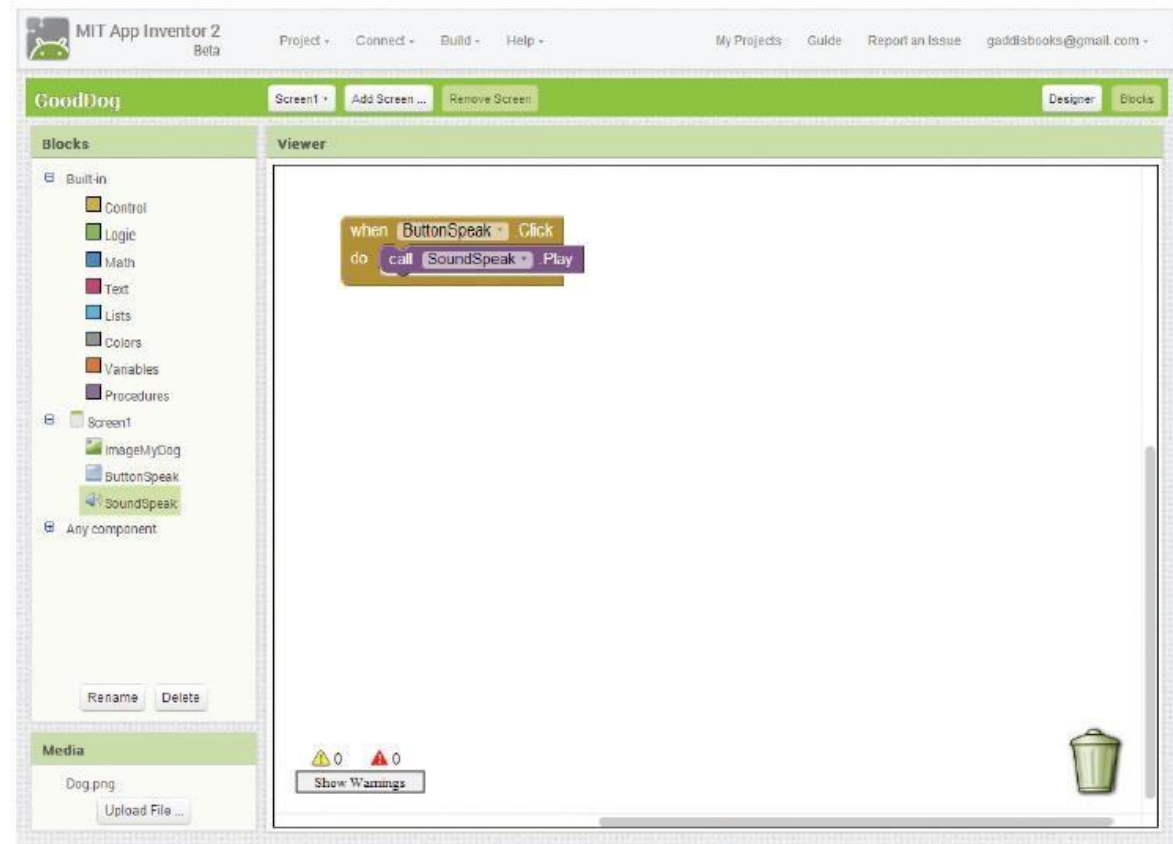 MIT App Inventor 2
Beta
Project Connect Build Help My Projects Guide Report an Issue gaddisbooks@gmail.com
GoodDog Screen1 Add Screen ... Remove Screen Designer Blocks
Blocks
Built-in
Control
Logic
Math
Text
Lists
Colors
Variables
Procedures
Screen1
ImageMyDog
ButtonSpeak
SoundSpeak
Any component
Rename Delete
Media
Dog.png
Upload File ...
Viewer
when ButtonSpeak .Click
do call SoundSpeak .Play
0 0
Show Warnings